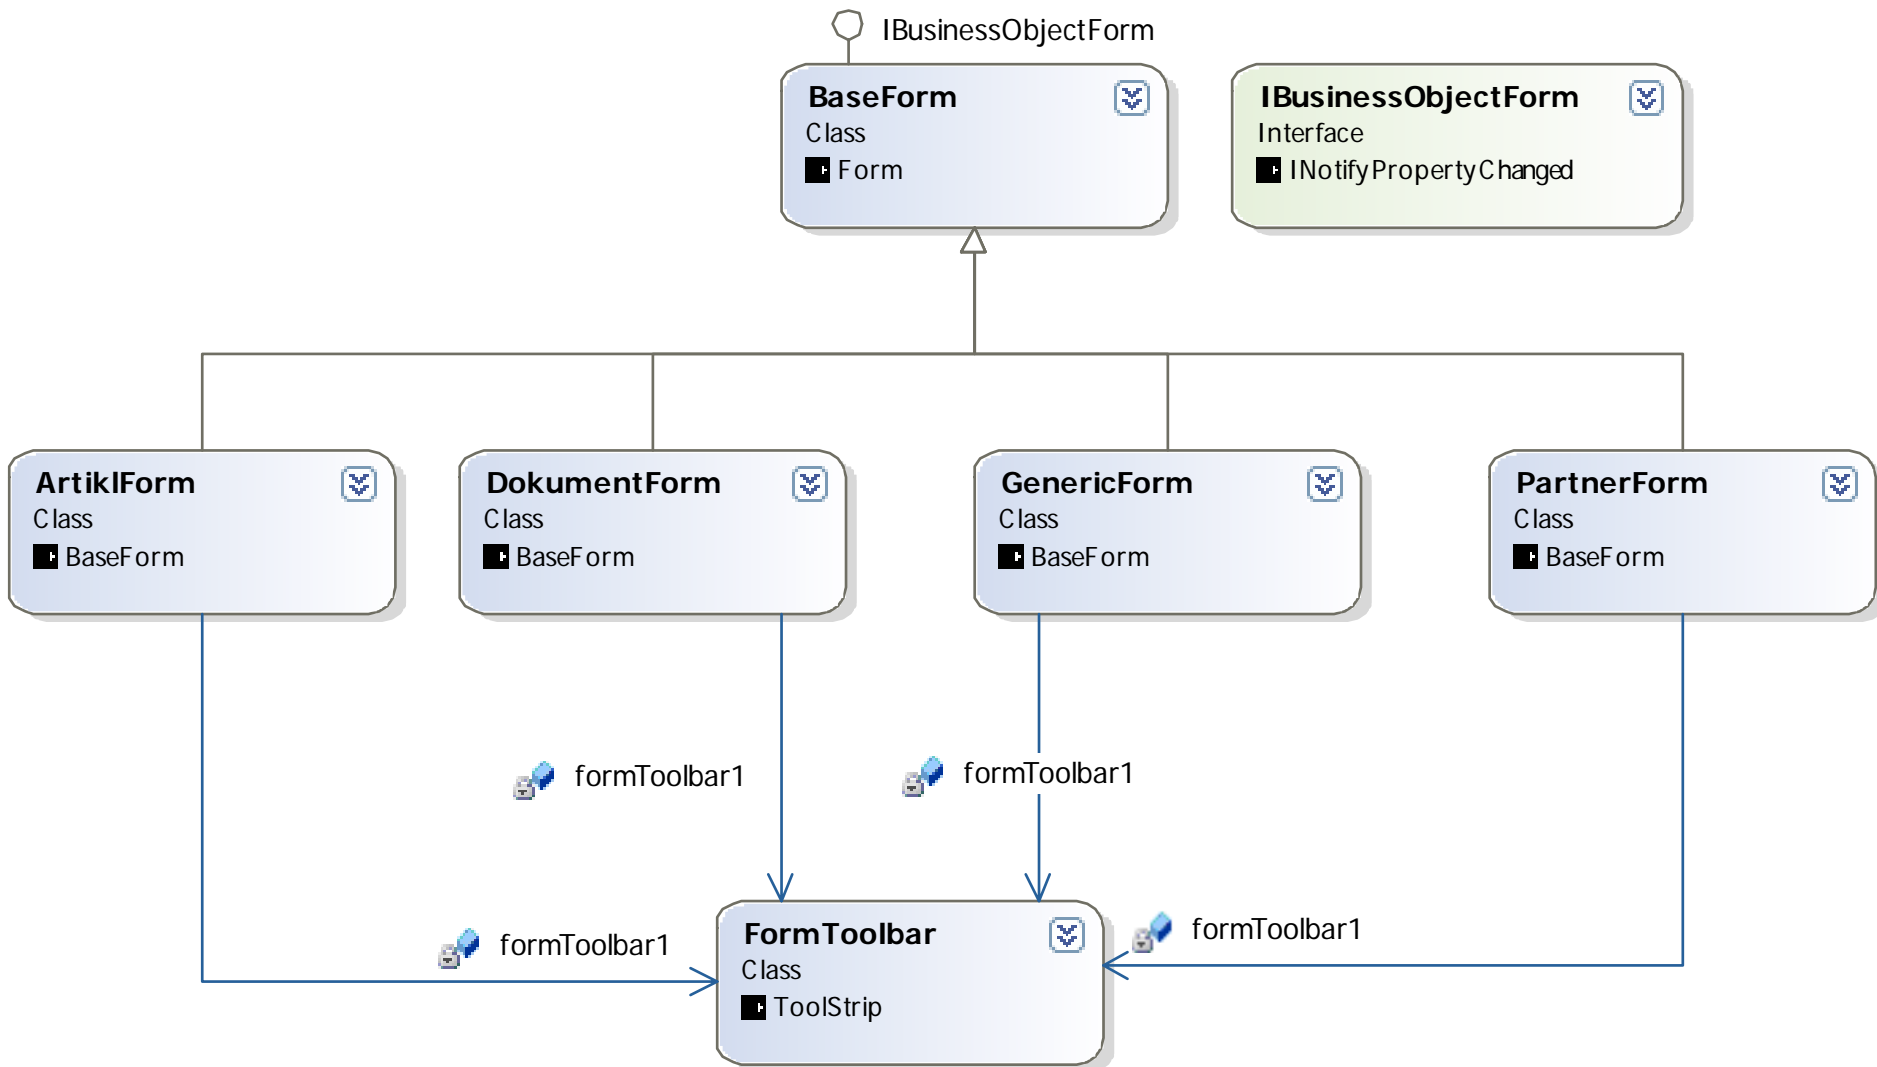 IBusinessObjectForm
BaseForm
Class
Form
IBusinessObjectForm
Interface
INotifyPropertyChanged
ArtiklForm
Class
BaseForm
DokumentForm
Class
BaseForm
GenericForm
Class
BaseForm
PartnerForm
Class
BaseForm
formToolbar1
formToolbar1
formToolbar1
formToolbar1
FormToolbar
Class
ToolStrip